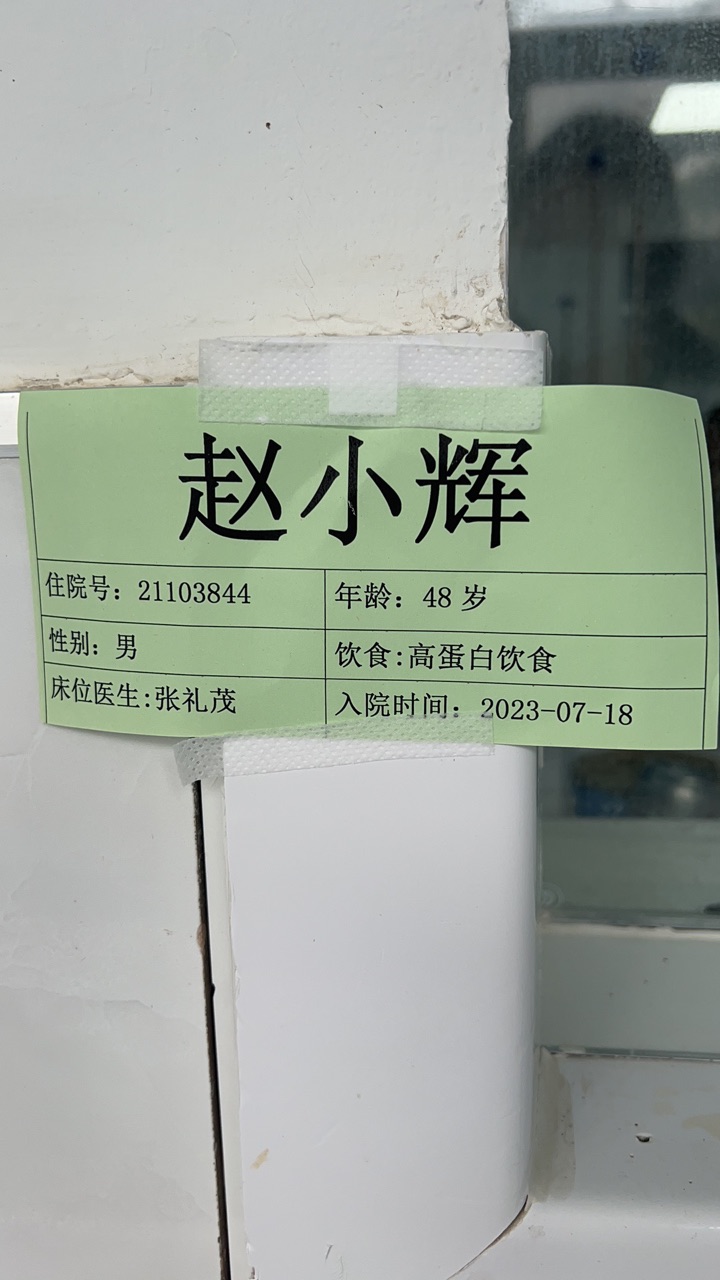 赵小辉
住院号：21103844 年龄：48 岁
性别：男 饮食:高蛋白饮食
床位医生:张礼茂 入院时间：2023-07-18